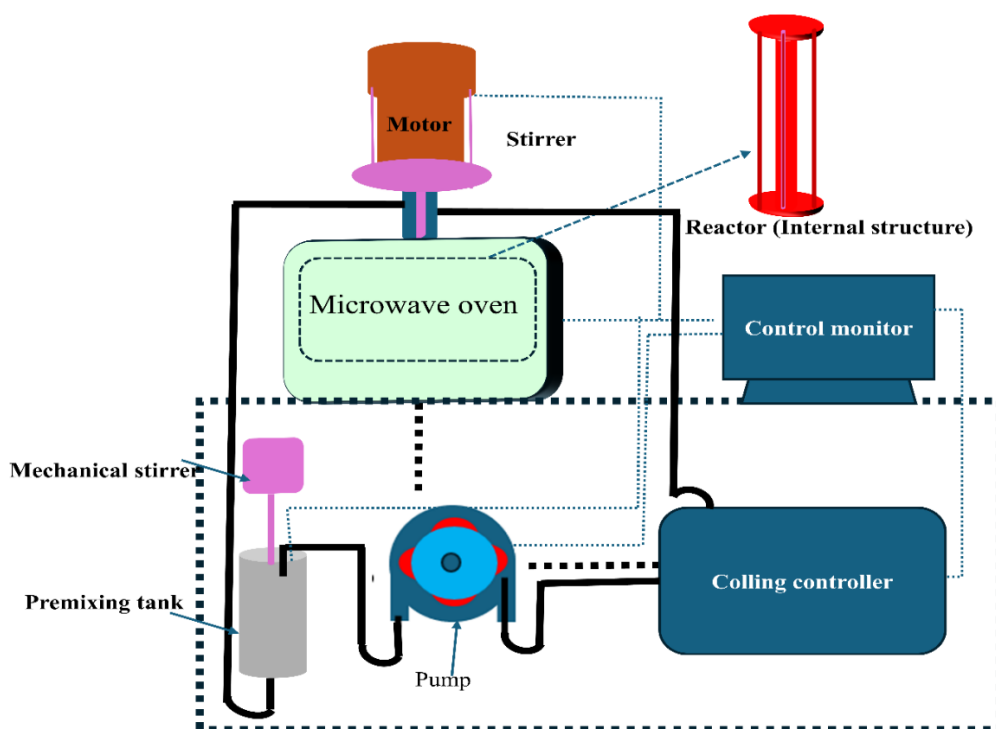 Motor
Stirrer
Reactor (Internal structure)
Microwave oven
Control monitor
Mechanical stirrer
Colling controller
Premixing tank
Pump